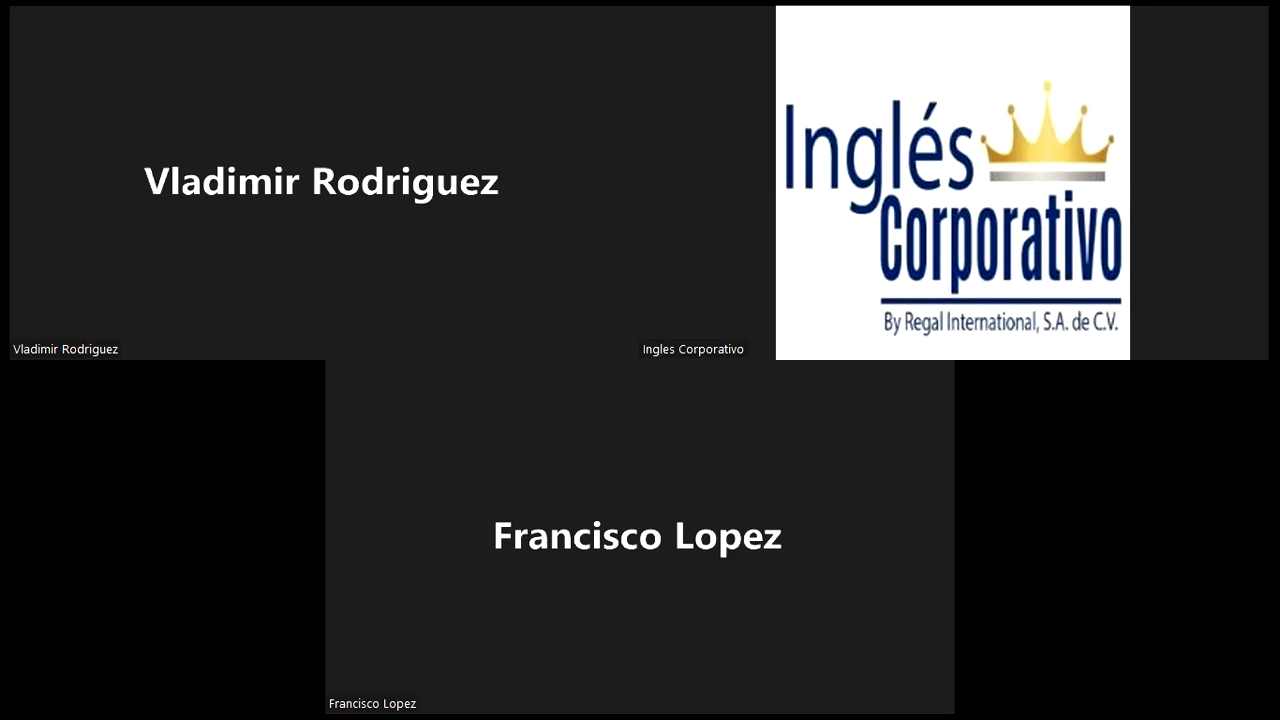 Vladimir Rodriguez
Vladimir Rodriguez
Inglés
Corporativo
By Regal International, S.A. de C.V.
Ingles Corporativo
Francisco Lopez
Francisco Lopez